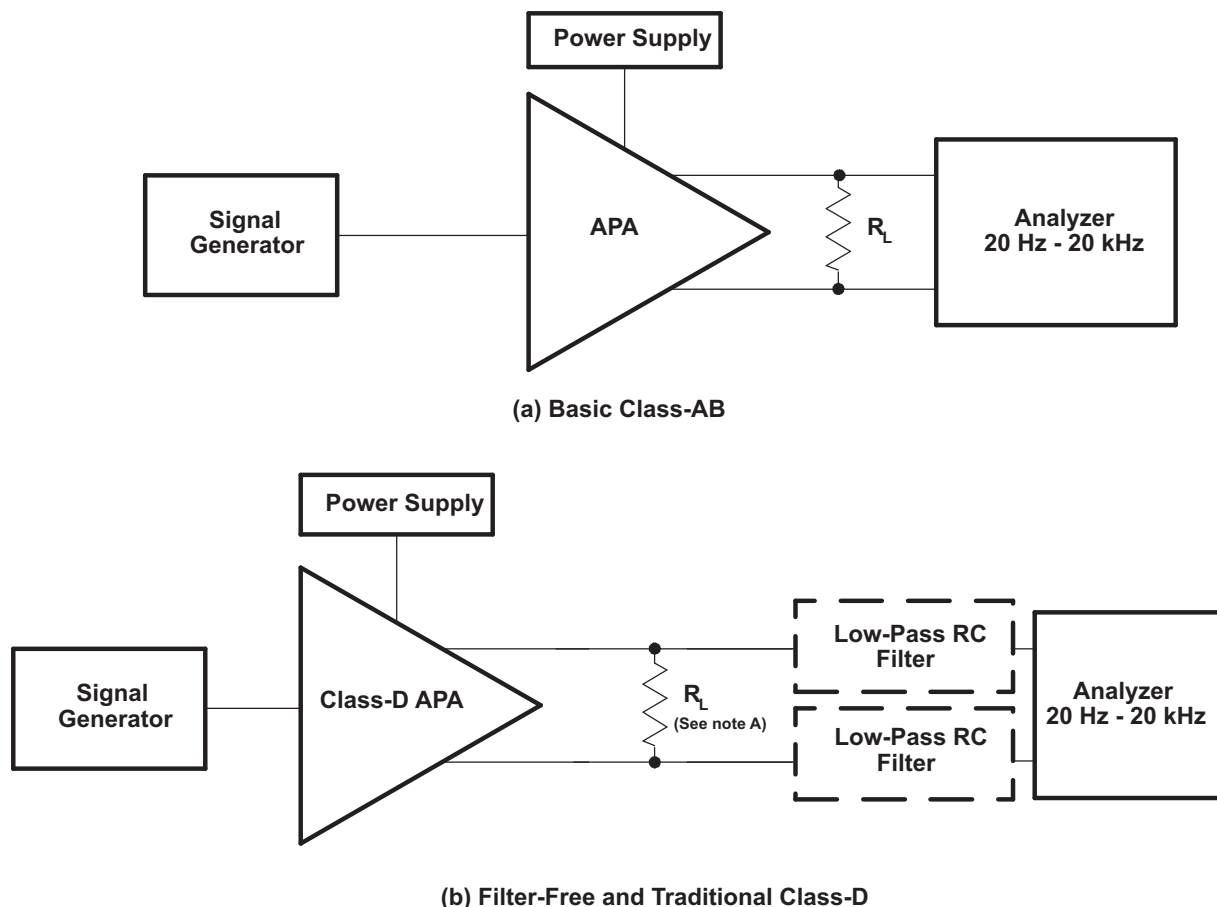 Power Supply
Signal
Generator
APA
R_L
Analyzer
20 Hz - 20 kHz
(a) Basic Class-AB
Power Supply
Signal
Generator
Class-D APA
R_L
(See note A)
Low-Pass RC
Filter
Low-Pass RC
Filter
Analyzer
20 Hz - 20 kHz
(b) Filter-Free and Traditional Class-D